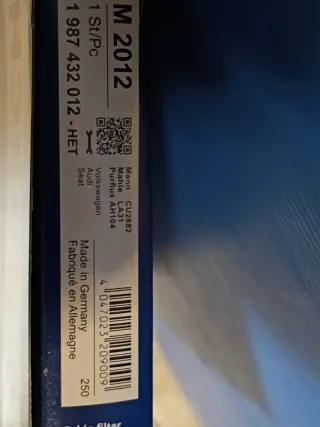 M 2012
1 St/Pc
1 987 432 012 - HET
Mann CU2882
Mahle LA31
Purflux AH104
Volkswagen
Audi
Seat
Made in Germany
Fabriqué en Allemagne
250
4 047023 209009
filter